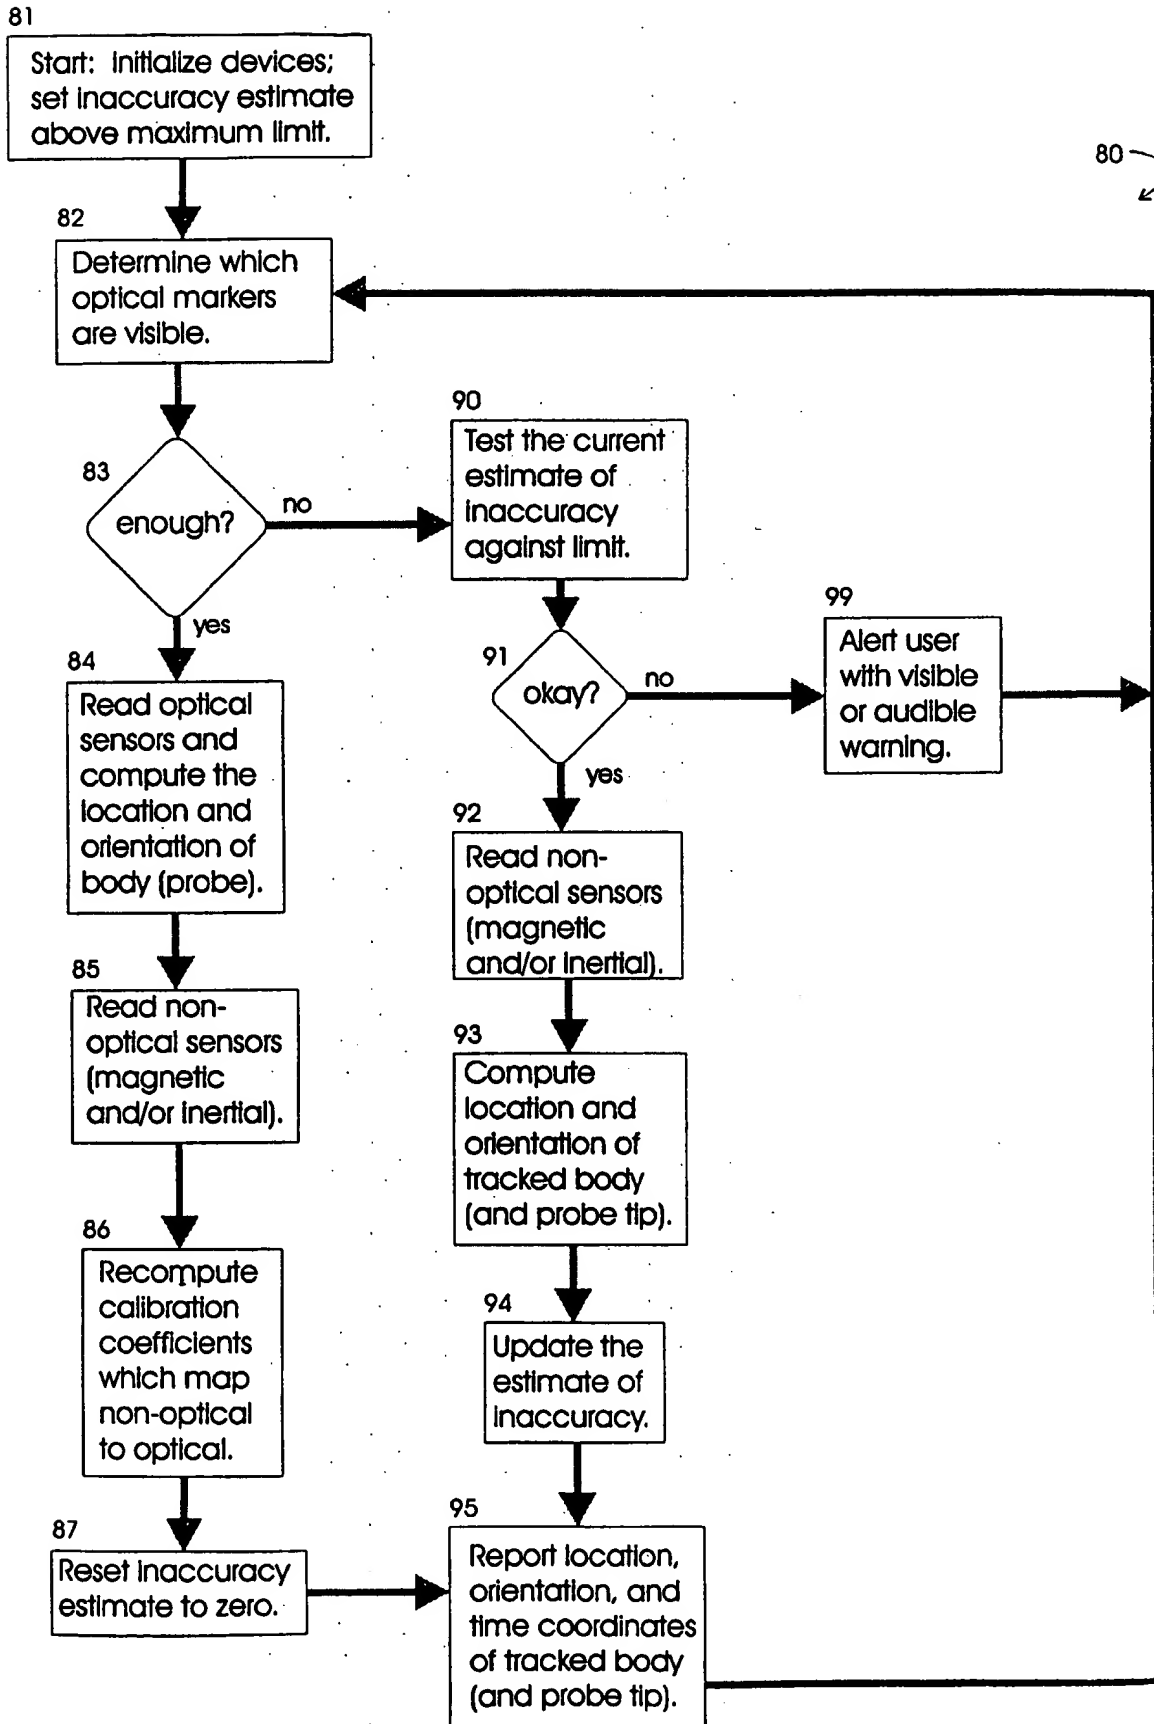 81
Start: Initialize devices;
set inaccuracy estimate
above maximum limit.
80
82
Determine which
optical markers
are visible.
83
enough?
no
yes
90
Test the current
estimate of
inaccuracy
against limit.
91
okay?
no
yes
99
Alert user
with visible
or audible
warning.
84
Read optical
sensors and
compute the
location and
orientation of
body (probe).
92
Read non-
optical sensors
(magnetic
and/or inertial).
85
Read non-
optical sensors
(magnetic
and/or inertial).
93
Compute
location and
orientation of
tracked body
(and probe tip).
86
Recompute
calibration
coefficients
which map
non-optical
to optical.
94
Update the
estimate of
inaccuracy.
87
Reset inaccuracy
estimate to zero.
95
Report location,
orientation, and
time coordinates
of tracked body
(and probe tip).